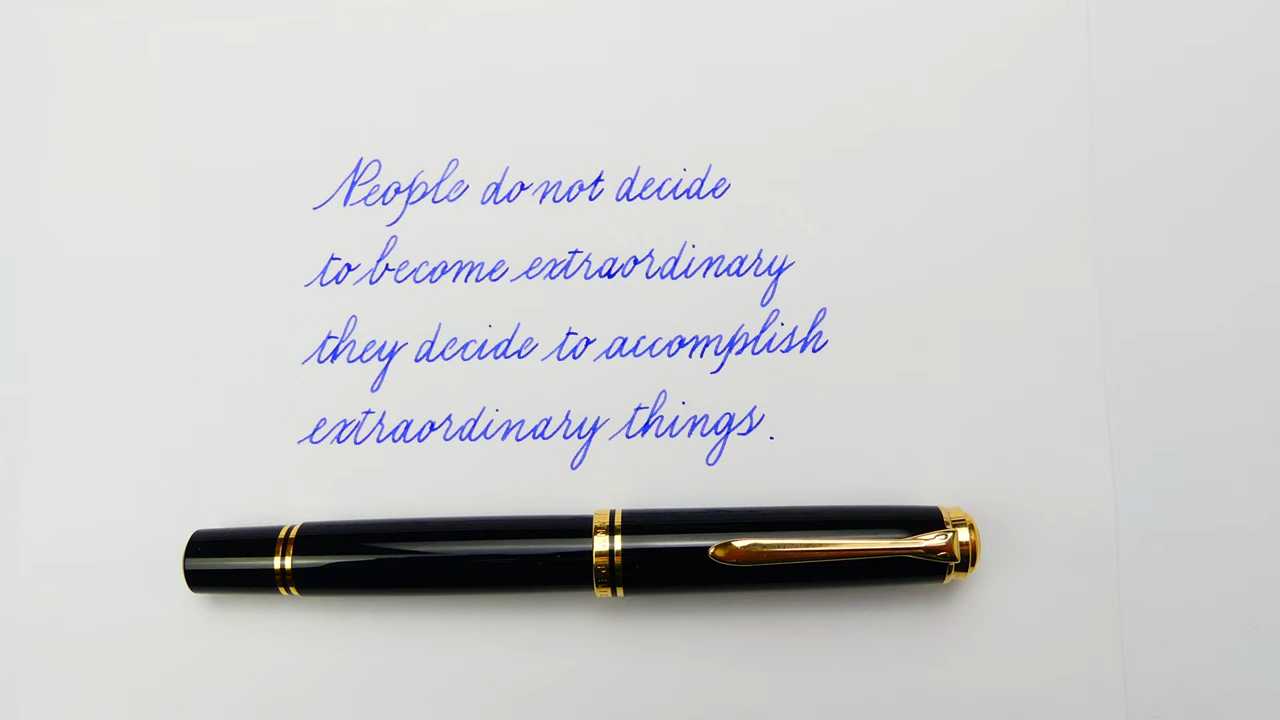 People do not decide
to become extraordinary
they decide to accomplish
extraordinary things.